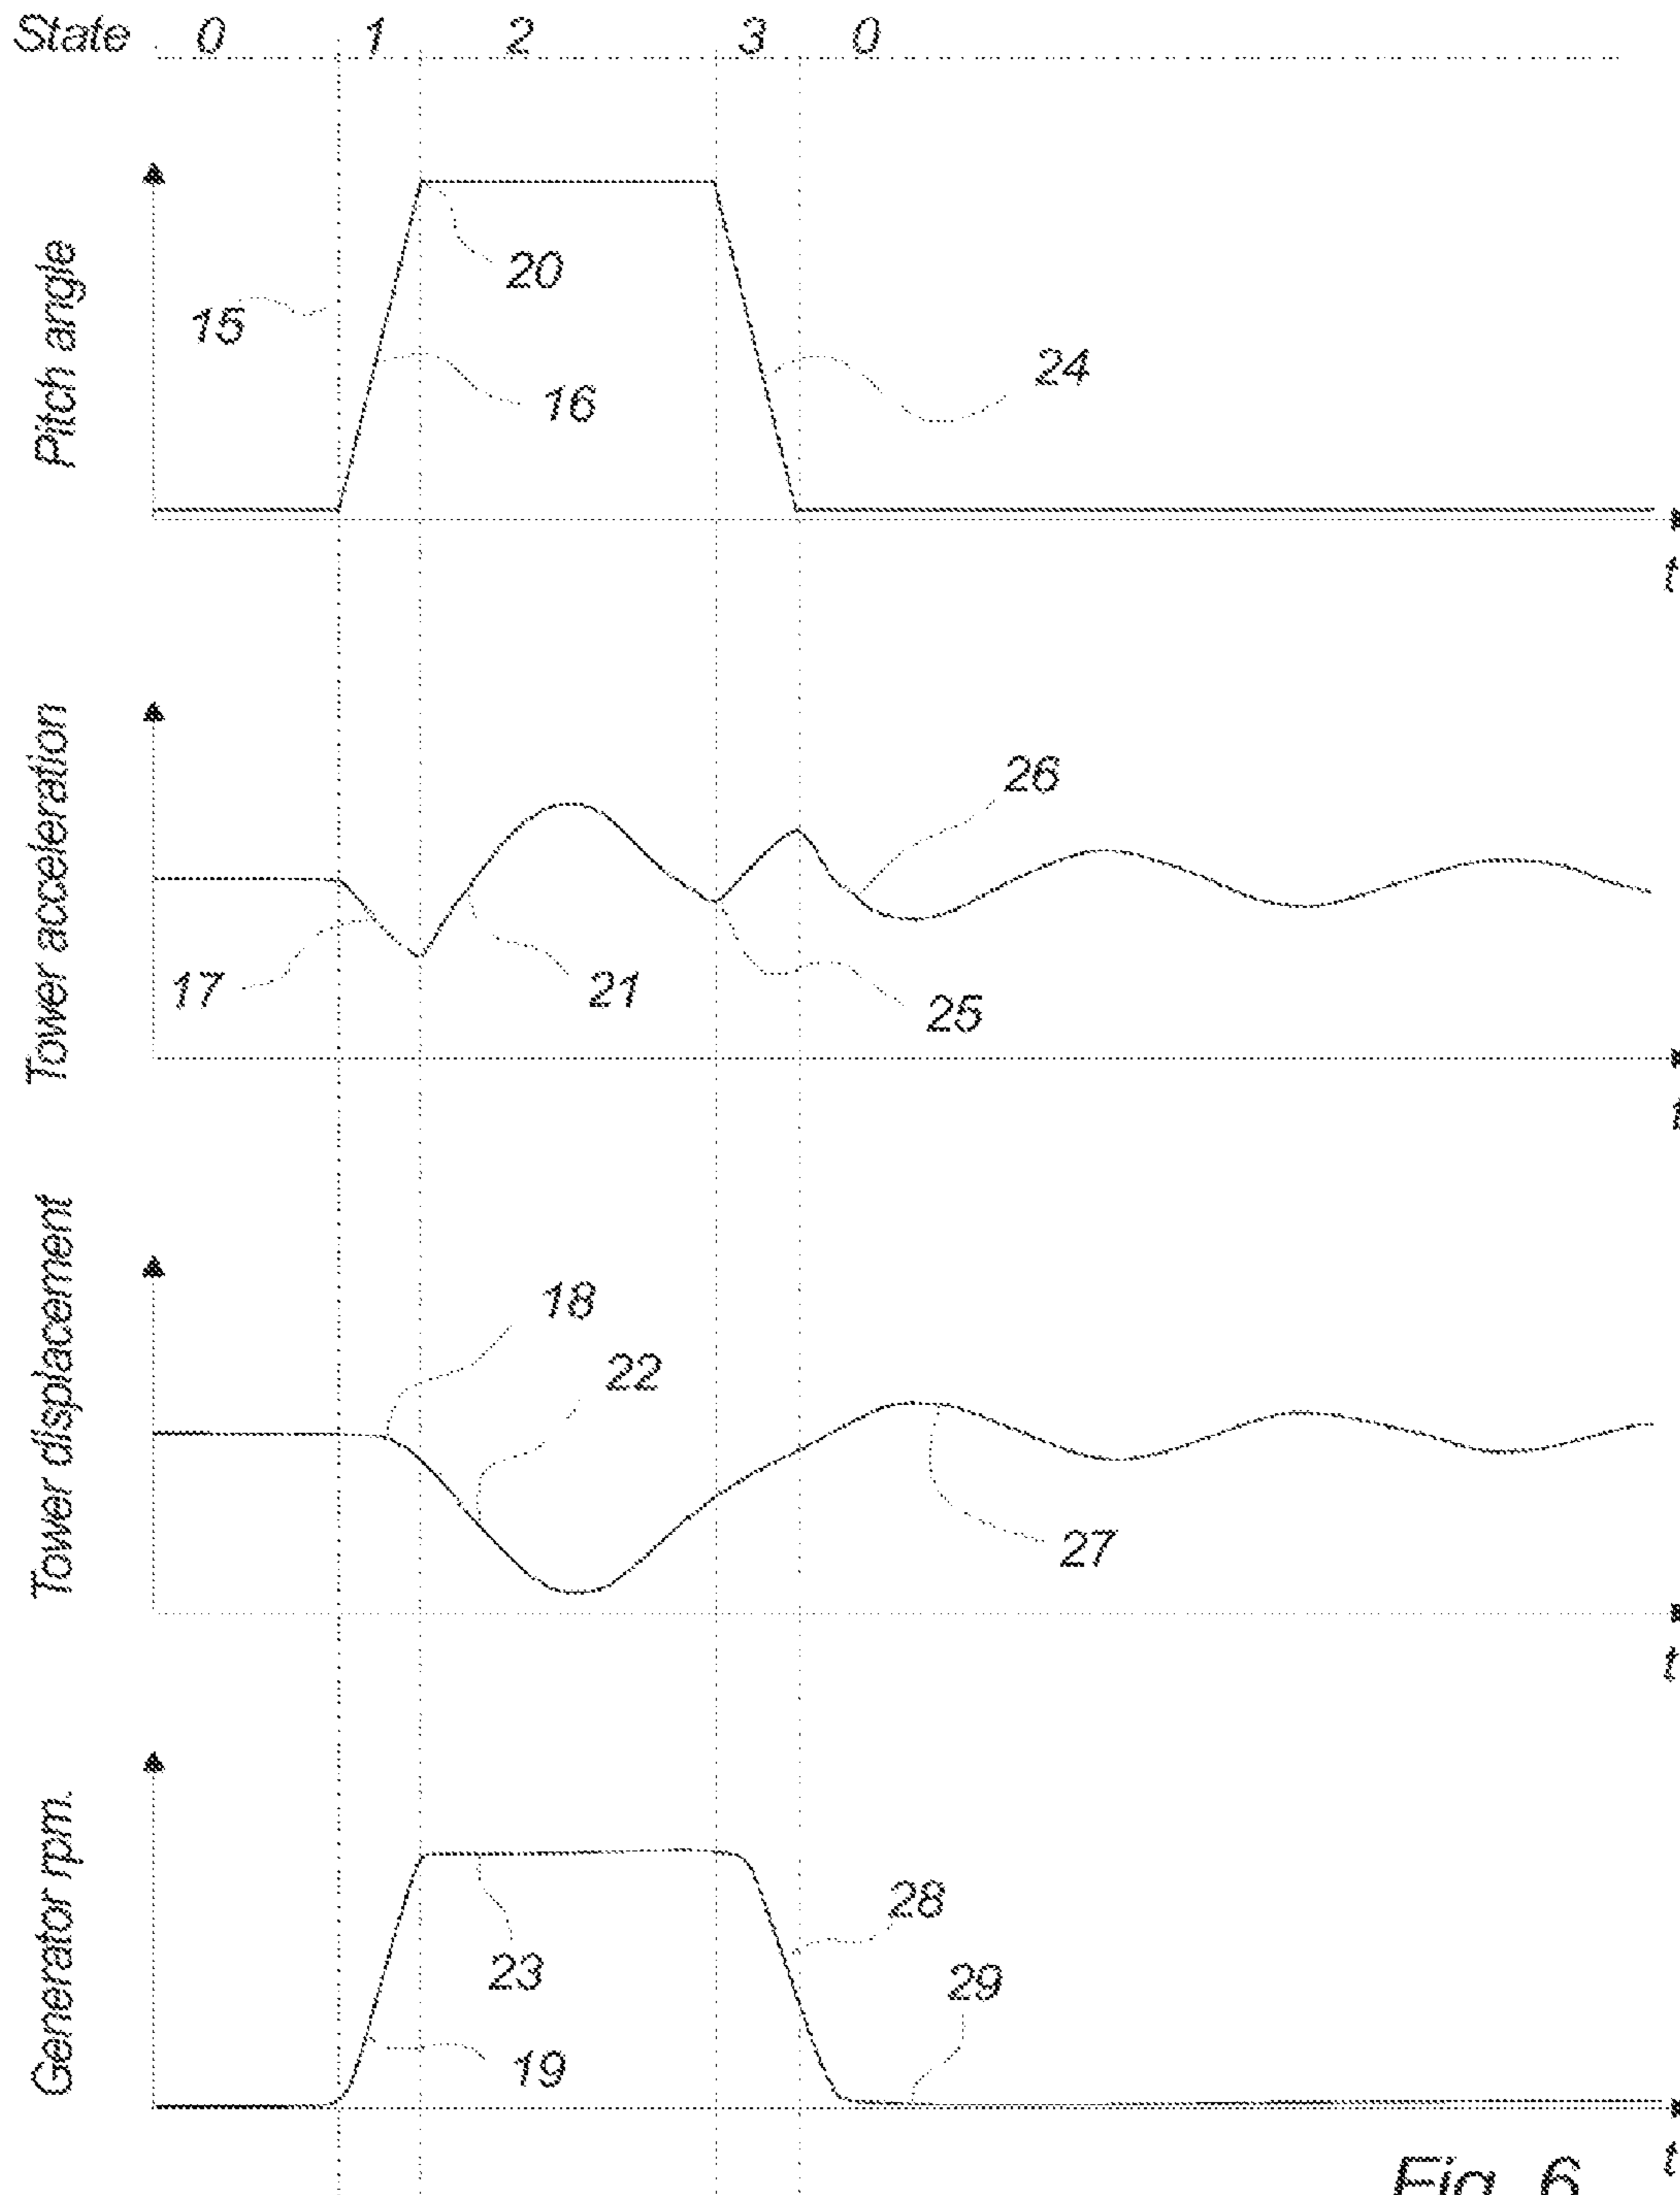 State 0 1 2 3 0
Pitch angle
15
20
16
24
t
Tower acceleration
26
17
21
25
t
Tower displacement
18
22
27
t
Generator rpm.
28
23
29
19
t
Fig. 6